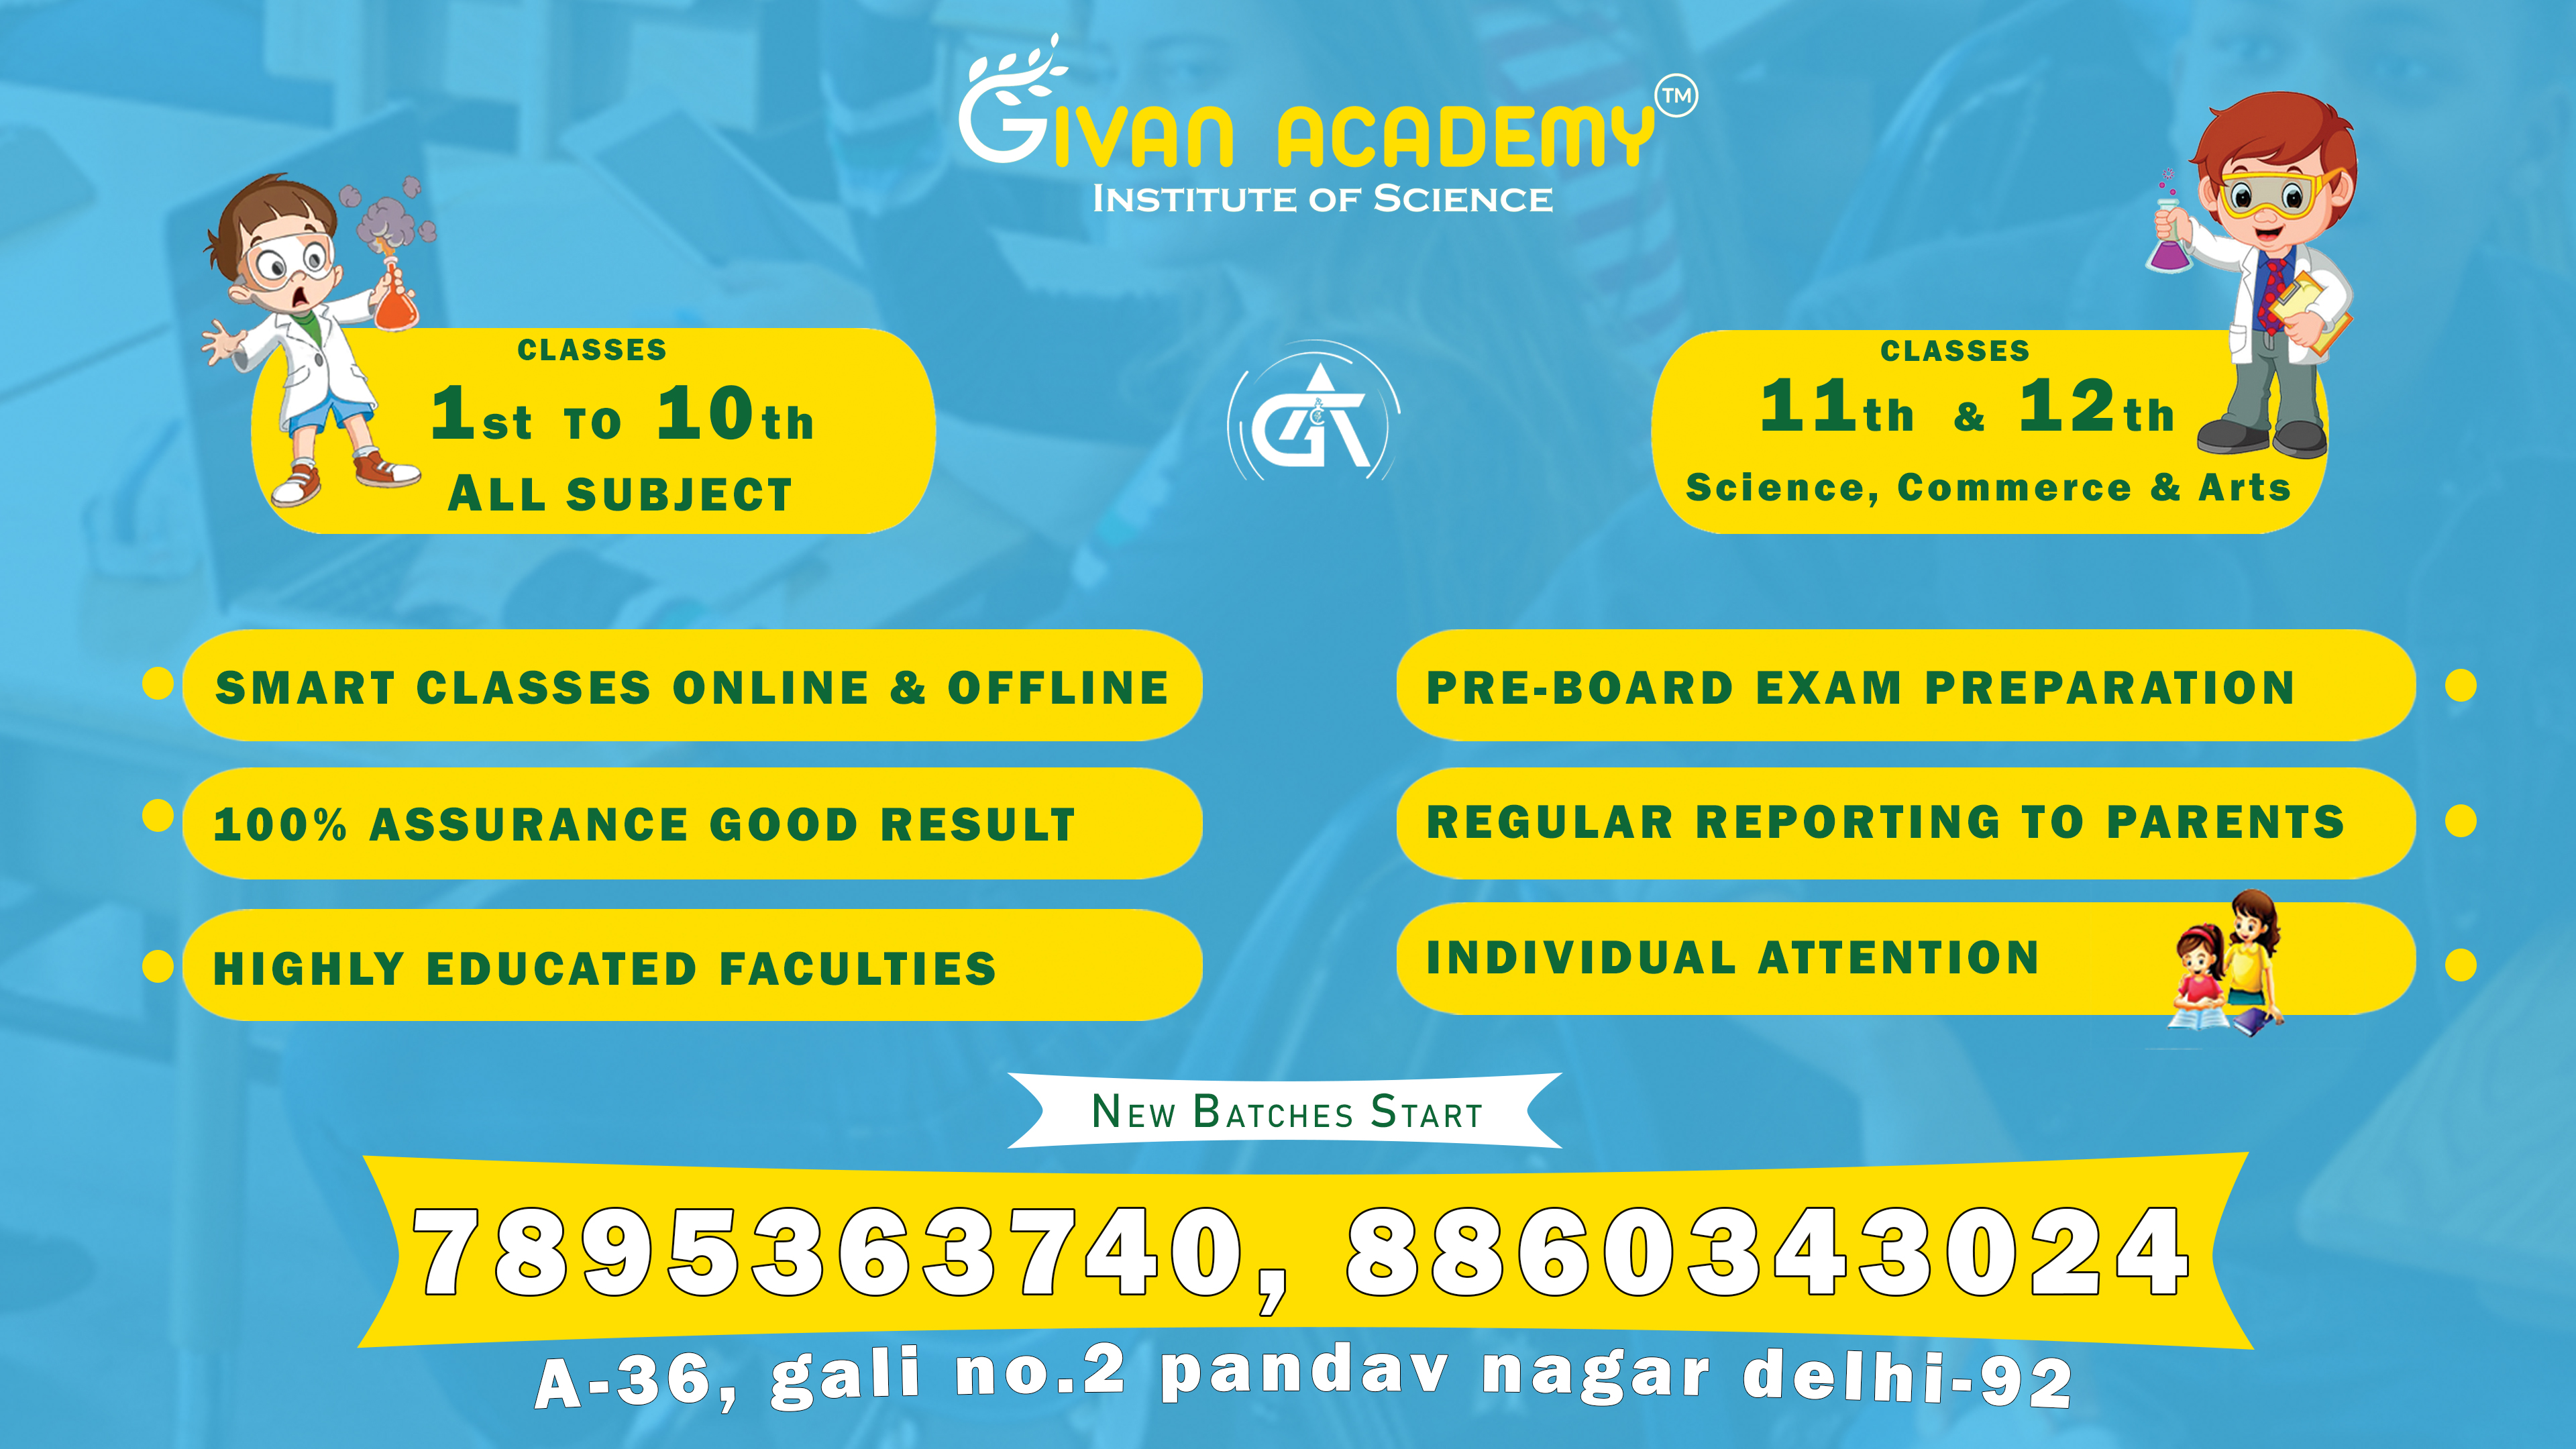 GIVAN ACADEMY TM
INSTITUTE OF SCIENCE
CLASSES
1st TO 10th
ALL SUBJECT
CLASSES
11th & 12th
Science, Commerce & Arts
SMART CLASSES ONLINE & OFFLINE
100% ASSURANCE GOOD RESULT
HIGHLY EDUCATED FACULTIES
PRE-BOARD EXAM PREPARATION
REGULAR REPORTING TO PARENTS
INDIVIDUAL ATTENTION
NEW BATCHES START
7895363740, 8860343024
A-36, gali no.2 pandav nagar delhi-92